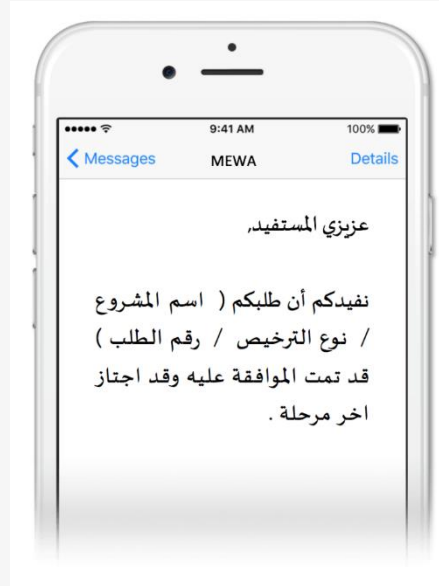 9:41 AM 100%
Messages MEWA Details
عزيزي المستفيد,
نفيدكم أن طلبكم ( اسم المشروع
/ نوع الترخيص / رقم الطلب )
قد تمت الموافقة عليه وقد اجتاز
اخر مرحلة .